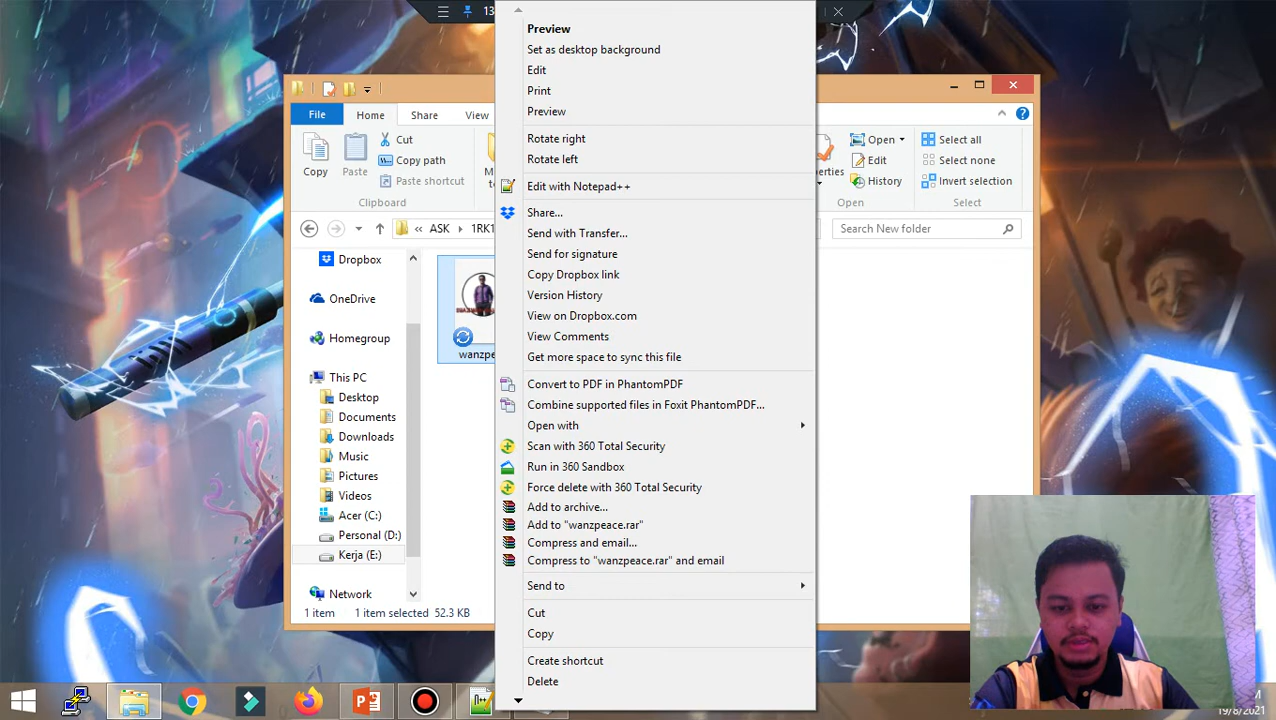 13
Preview
Set as desktop background
Edit
Print
Preview
Rotate right
Rotate left
Edit with Notepad++
Share...
Send with Transfer...
Send for signature
Copy Dropbox link
Version History
View on Dropbox.com
View Comments
Get more space to sync this file
Convert to PDF in PhantomPDF
Combine supported files in Foxit PhantomPDF...
Open with
Scan with 360 Total Security
Run in 360 Sandbox
Force delete with 360 Total Security
Add to archive...
Add to "wanzpeace.rar"
Compress and email...
Compress to "wanzpeace.rar" and email
Send to
Cut
Copy
Create shortcut
Delete
File Home Share View
Copy
Paste
Cut
Copy path
Paste shortcut
Clipboard
Open
Edit
History
Open
Select all
Select none
Invert selection
Select
« ASK 1RK1
Search New folder
Dropbox
OneDrive
Homegroup
This PC
Desktop
Documents
Downloads
Music
Pictures
Videos
Acer (C:)
Personal (D:)
Kerja (E:)
Network
1 item 1 item selected 52.3 KB
19/8/2021